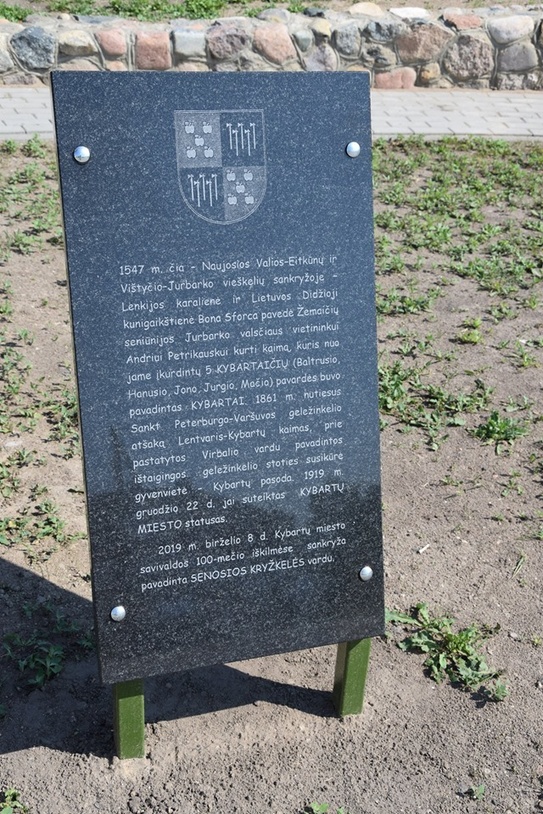 1547 m. čia - Naujosios Valios-Eitkūnų ir
Vištyčio-Jurbarko vieškelių sankryžoje -
Lenkijos karalienė ir Lietuvos Didžioji
kunigaikštienė Bona Sforca pavedė Žemaičių
seniūnijos Jurbarko valsčiaus vietininkui
Andriui Petrikauskui kurti kaimą, kuris nuo
jame įkurdintų 5 KYBARTAIČIŲ (Baltrusio,
Hanusio, Jono, Jurgio, Močio) pavardės buvo
pavadintas KYBARTAI. 1861 m. nutiesus
Sankt Peterburgo-Varšuvos geležinkelio
atšaką Lentvaris-Kybartų kaimas, prie
pastatytos Virbalio vardu pavadintos
ištaigingos geležinkelio stoties susikūrė
gyvenvietė - Kybartų pasoda. 1919 m.
gruodžio 22 d. jai suteiktas KYBARTŲ
MIESTO statusas.
2019 m. birželio 8 d. Kybartų miesto
savivaldos 100-mečio iškilmėse sankryža
pavadinta SENOSIOS KRYŽKELĖS vardu.